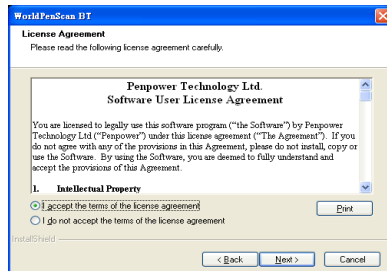 WorldPenScan BT
License Agreement
Please read the following license agreement carefully.
Penpower Technology Ltd.
Software User License Agreement
You are licensed to legally use this software program ("the Software") by Penpower
Technology Ltd ("Penpower") under this license agreement ("The Agreement"). If you
do not agree with any of the provisions in this Agreement, please do not install, copy or
use the Software. By using the Software, you are deemed to fully understand and
accept the provisions of this Agreement.
1. Intellectual Property
I accept the terms of the license agreement
Print
I do not accept the terms of the license agreement
InstallShield
< Back
Next >
Cancel